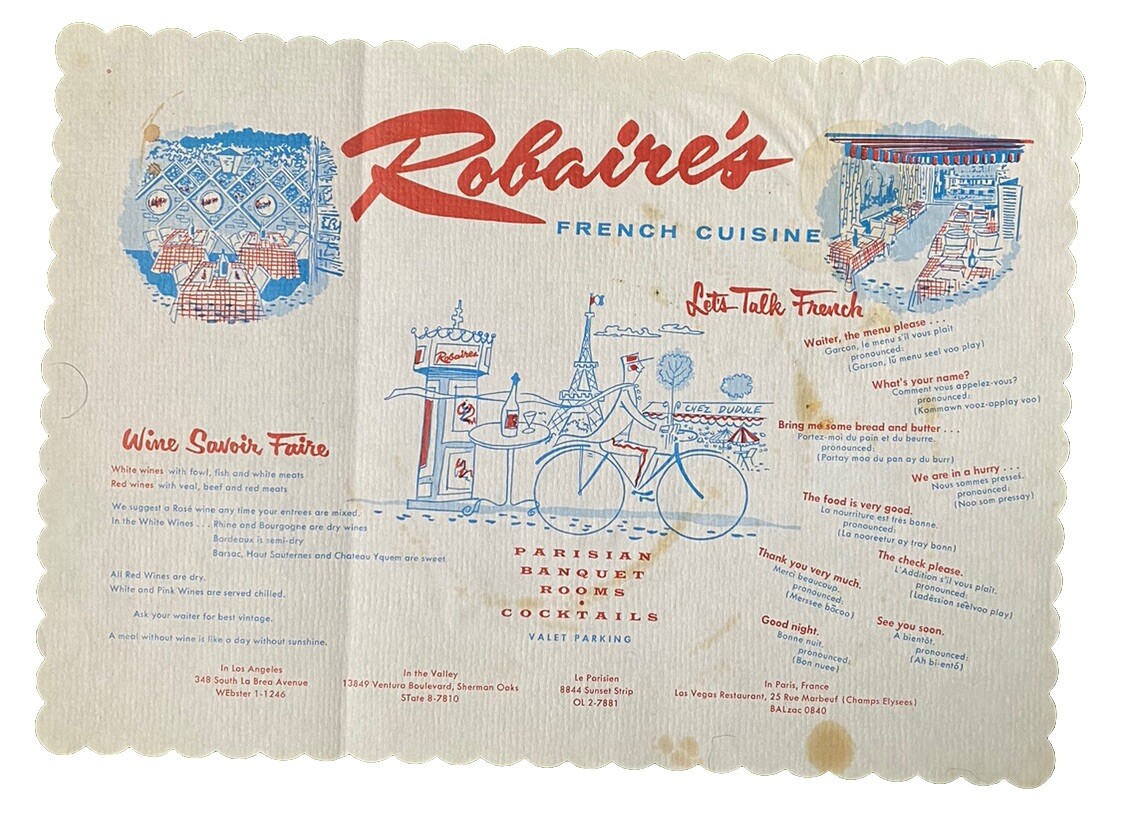 Robaire's
FRENCH CUISINE
Let's Talk French
Waiter, the menu please . . .
Garcon, le menu s'il vous plait
pronounced:
(Garson, lu menu seel voo play)
What's your name?
Comment vous appelez-vous?
pronounced:
(Kommawn vooz-applay voo)
Bring me some bread and butter . . .
Portez-moi du pain et du beurre.
pronounced:
(Portay moa du pan ay du burr)
We are in a hurry . . .
Nous sommes presses.
pronounced:
(Noo som pressay)
The food is very good.
La nourriture est très bonne.
pronounced:
(La nooreetur ay tray bonn)
The check please.
L'Addition s'il vous plait.
pronounced:
(Ladession seelvoo play)
Thank you very much.
Merci beaucoup.
pronounced:
(Mersee bocoo)
Good night.
Bonne nuit.
pronounced:
(Bon nuee)
See you soon.
A bientôt.
pronounced:
(Ah bi-entó)
Robaire's
CHEZ DUDULE
Wine Savoir Faire
White wines with fowl, fish and white meats
Red wines with veal, beef and red meats
We suggest a Rosé wine any time your entrees are mixed.
In the White Wines . . . Rhine and Bourgogne are dry wines
Bordeaux is semi-dry
Barsac, Haut Sauternes and Chateau Yquem are sweet
All Red Wines are dry.
White and Pink Wines are served chilled.
Ask your waiter for best vintage.
A meal without wine is like a day without sunshine.
PARISIAN
BANQUET
ROOMS
•
COCKTAILS
VALET PARKING
In Los Angeles
348 South La Brea Avenue
WEbster 1-1246
In the Valley
13849 Ventura Boulevard, Sherman Oaks
STate 8-7810
Le Parisien
8844 Sunset Strip
OL 2-7881
In Paris, France
Las Vegas Restaurant, 25 Rue Marbeuf (Champs Elysees)
BALzac 0840